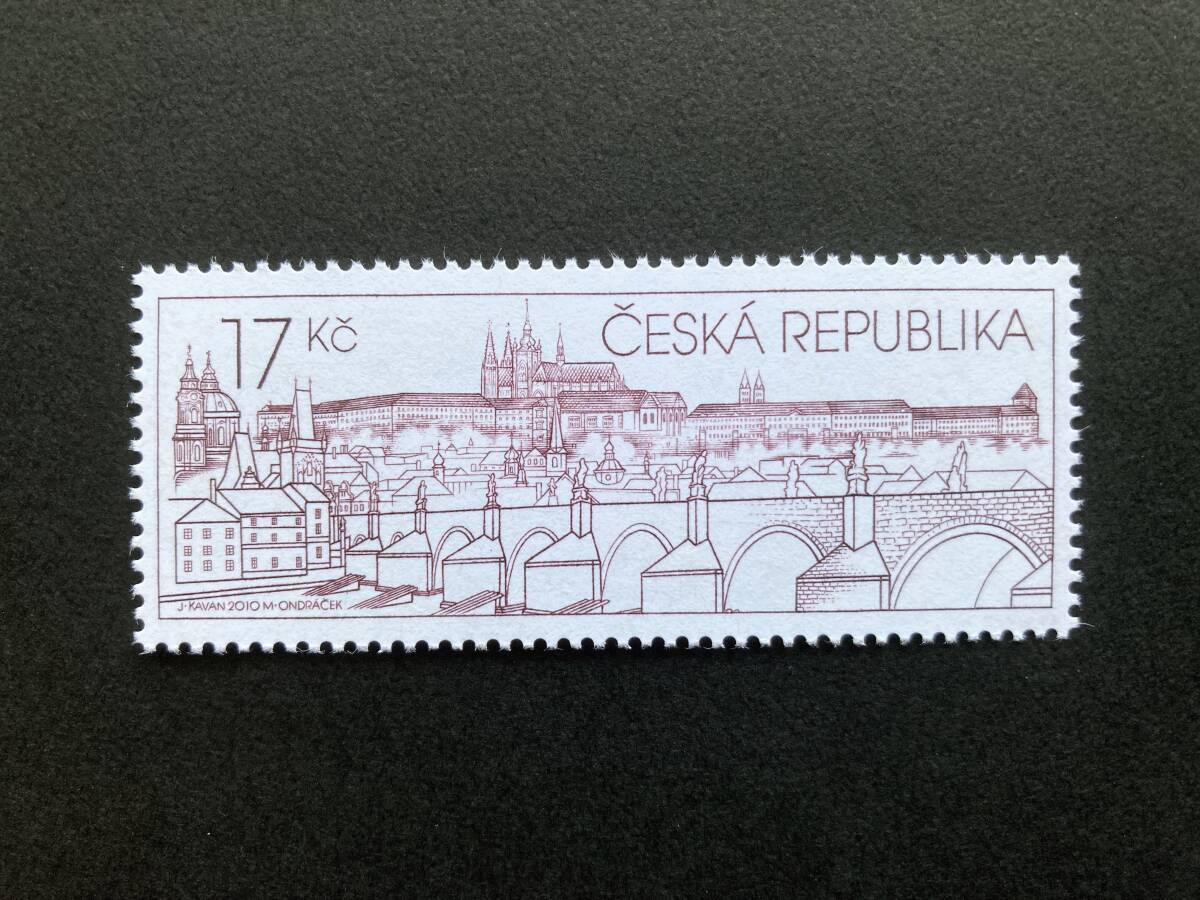 17 Kč
ČESKÁ REPUBLIKA
J·KAVAN 2010 M·ONDRÁČEK